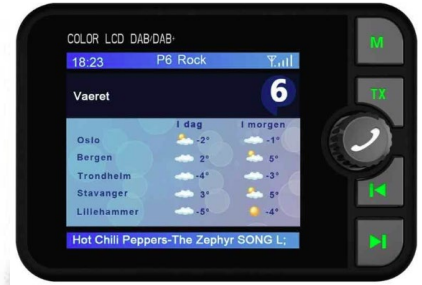 COLOR LCD DAB/DAB+
M
18:23 P6 Rock
TX
Vaeret 6
I dag I morgen
Oslo -2° -1°
Bergen 2° 5°
Trondheim -4° -3°
Stavanger 3° 5°
Lillehammer -5° -4°
Hot Chili Peppers-The Zephyr SONG L;